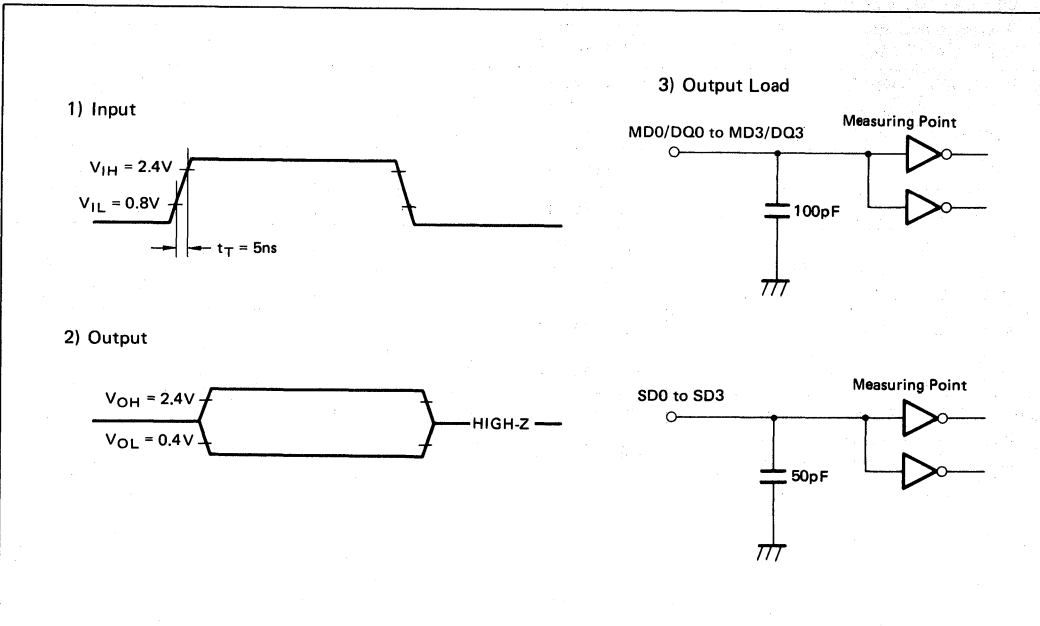 1) Input
V_IH = 2.4V
V_IL = 0.8V
t_T = 5ns
2) Output
V_OH = 2.4V
V_OL = 0.4V
HIGH-Z
3) Output Load
MD0/DQ0 to MD3/DQ3
Measuring Point
100pF
SD0 to SD3
Measuring Point
50pF